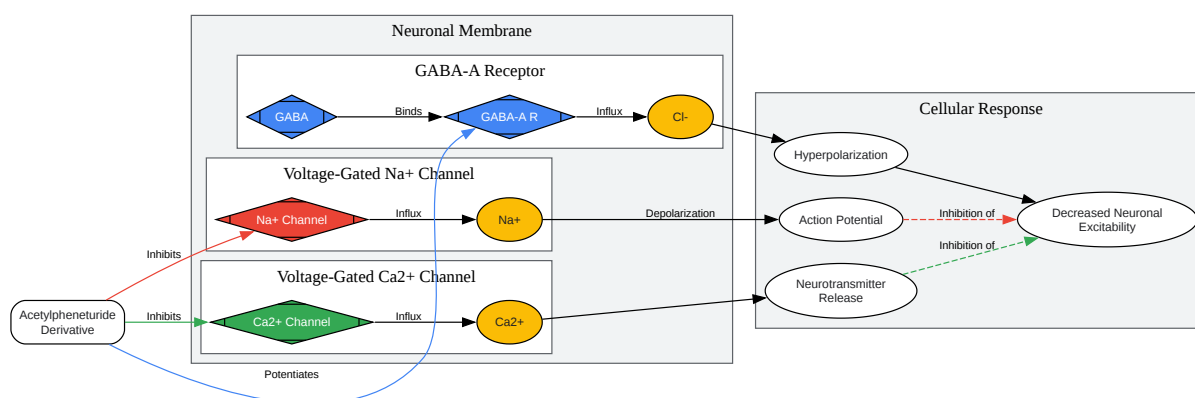 Neuronal Membrane
GABA-A Receptor
GABA
Binds
GABA-A R
Influx
Cl-
Voltage-Gated Na+ Channel
Na+ Channel
Influx
Na+
Depolarization
Voltage-Gated Ca2+ Channel
Ca2+ Channel
Influx
Ca2+
Cellular Response
Hyperpolarization
Action Potential
Inhibition of
Decreased Neuronal
Excitability
Neurotransmitter
Release
Inhibition of
Acetylpheneturide
Derivative
Inhibits
Inhibits
Potentiates